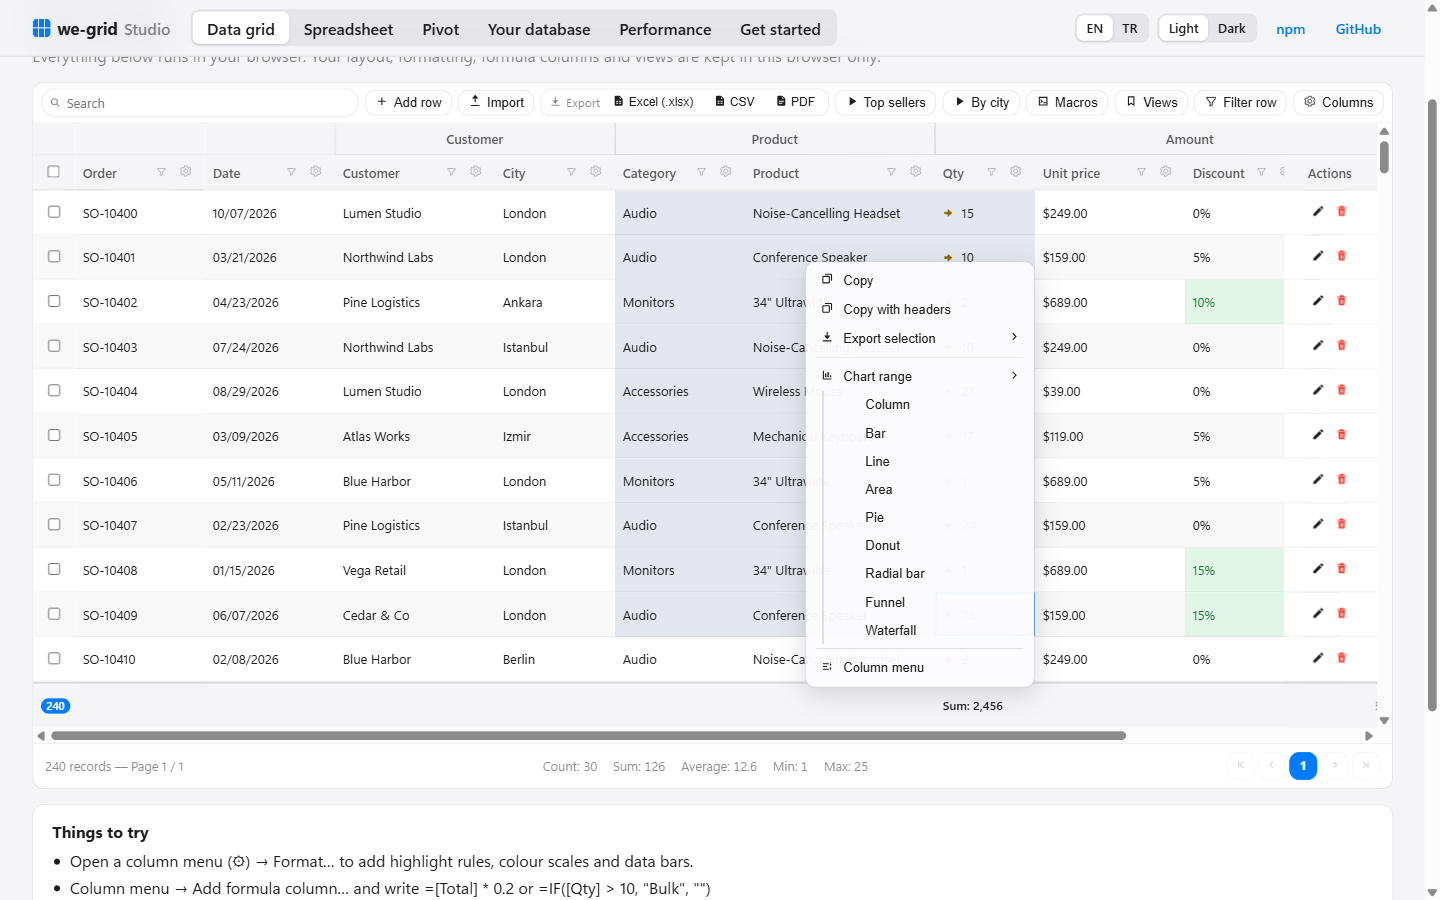 we-grid Studio
Data grid Spreadsheet Pivot Your database Performance Get started
EN TR Light Dark npm GitHub
Everything below runs in your browser. Your layout, formatting, formula columns and views are kept in this browser only.
Search Add row Import Export Excel (.xlsx) CSV PDF Top sellers By city Macros Views Filter row Columns
Customer Product Amount
Order Date Customer City Category Product Qty Unit price Discount Actions
SO-10400 10/07/2026 Lumen Studio London Audio Noise-Cancelling Headset 15 $249.00 0%
SO-10401 03/21/2026 Northwind Labs London Audio Conference Speaker 10 $159.00 5%
SO-10402 04/23/2026 Pine Logistics Ankara Monitors 34" $689.00 10%
SO-10403 07/24/2026 Northwind Labs Istanbul Audio $249.00 0%
SO-10404 08/29/2026 Lumen Studio London Accessories Wireless $39.00 0%
SO-10405 03/09/2026 Atlas Works Izmir Accessories $119.00 5%
SO-10406 05/11/2026 Blue Harbor London Monitors 34" $689.00 5%
SO-10407 02/23/2026 Pine Logistics Istanbul Audio $159.00 0%
SO-10408 01/15/2026 Vega Retail London Monitors 34" $689.00 15%
SO-10409 06/07/2026 Cedar & Co London Audio $159.00 15%
SO-10410 02/08/2026 Blue Harbor Berlin Audio $249.00 0%
Copy
Copy with headers
Export selection
Chart range
Column
Bar
Line
Area
Pie
Donut
Radial bar
Funnel
Waterfall
Column menu
240 Sum: 2,456
240 records — Page 1 / 1 Count: 30 Sum: 126 Average: 12.6 Min: 1 Max: 25 1
Things to try
• Open a column menu (⚙) → Format... to add highlight rules, colour scales and data bars.
• Column menu → Add formula column... and write =[Total] * 0.2 or =IF([Qty] > 10, "Bulk", "")